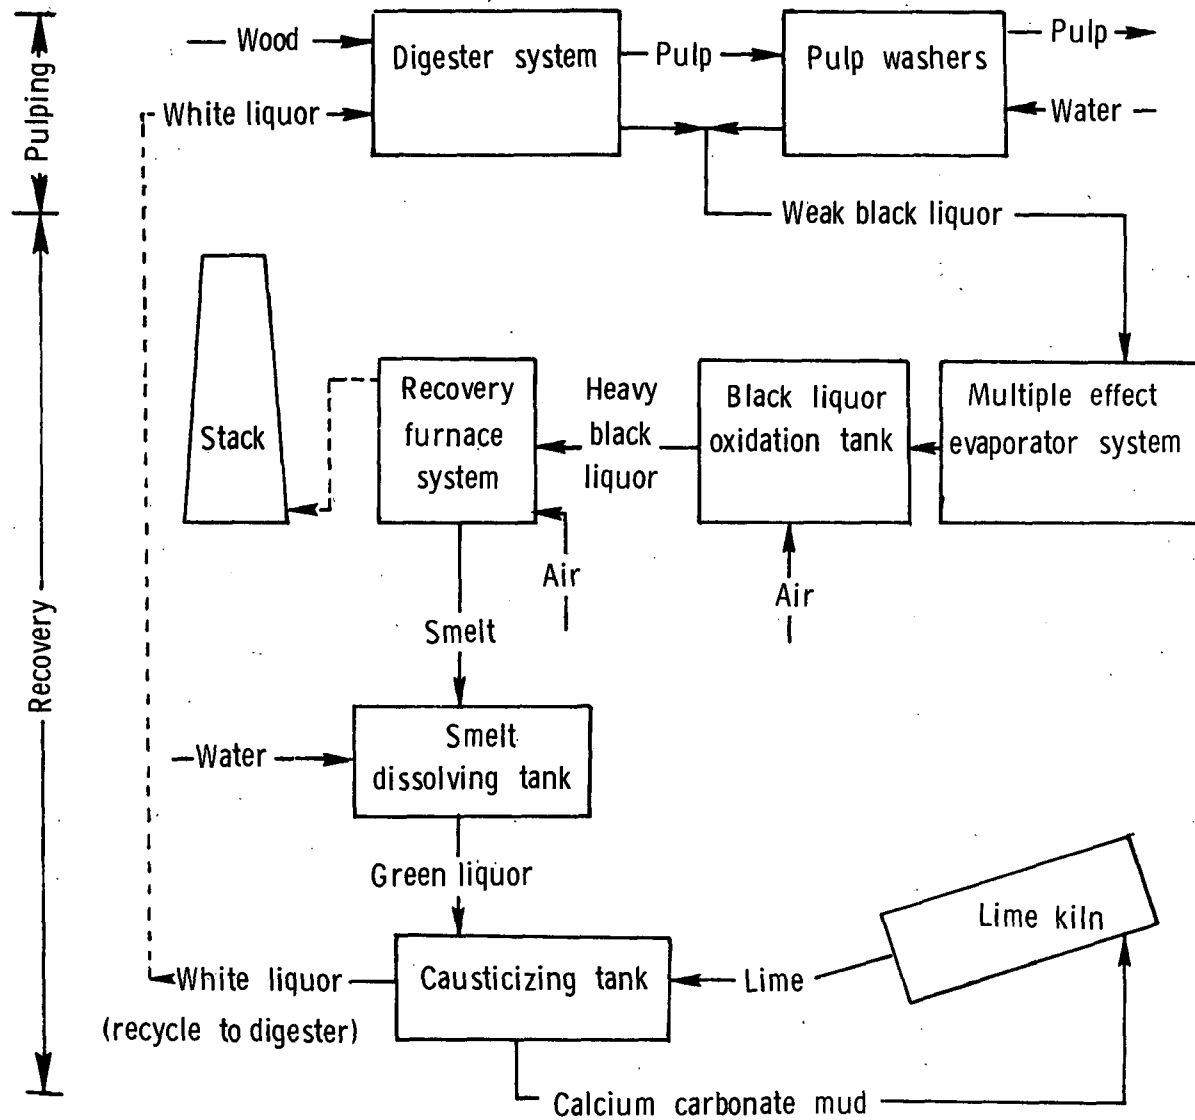 Wood
Digester system
Pulp
Pulp washers
Pulp
White liquor
Water
Pulping
Weak black liquor
Stack
Recovery
furnace
system
Heavy
black
liquor
Black liquor
oxidation tank
Multiple effect
evaporator system
Air
Air
Smelt
Recovery
Water
Smelt
dissolving tank
Green liquor
Lime kiln
White liquor
(recycle to digester)
Causticizing tank
Lime
Calcium carbonate mud